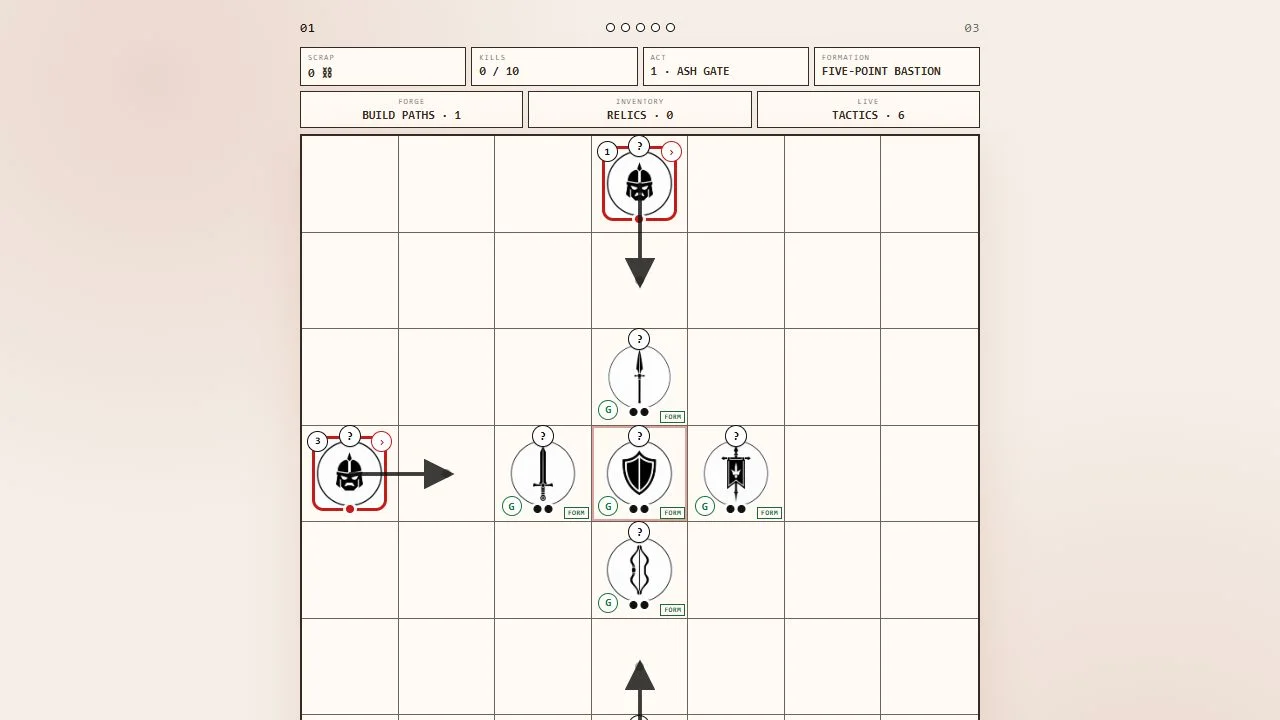 01 03
SCRAP KILLS ACT FORMATION
0 ⛓ 0 / 10 1 · ASH GATE FIVE-POINT BASTION
FORGE INVENTORY LIVE
BUILD PATHS · 1 RELICS · 0 TACTICS · 6
1 ? ›
?
G FORM
3 ? › ? ? ?
G FORM G FORM G FORM
?
G FORM